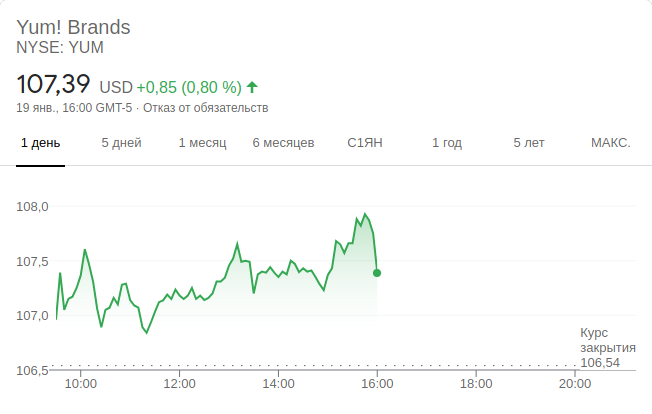 Yum! Brands
NYSE: YUM
107,39 USD +0,85 (0,80 %)
19 янв., 16:00 GMT-5 · Отказ от обязательств
1 день 5 дней 1 месяц 6 месяцев С1ЯН 1 год 5 лет МАКС.
108,0
107,5
107,0
Курс
закрытия
106,54
106,5
10:00 12:00 14:00 16:00 18:00 20:00